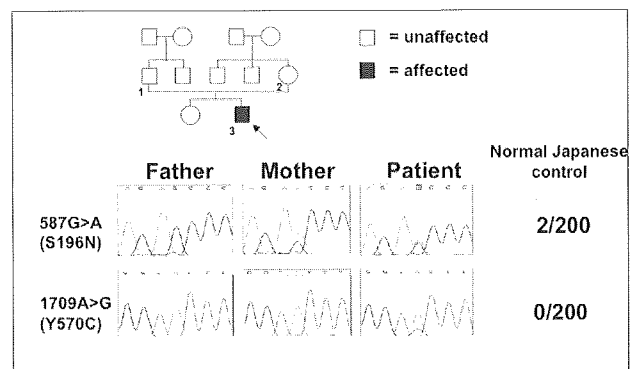 = unaffected
= affected
1
2
3
Father Mother Patient Normal Japanese control
587G>A (S196N)
2/200
1709A>G (Y570C)
0/200